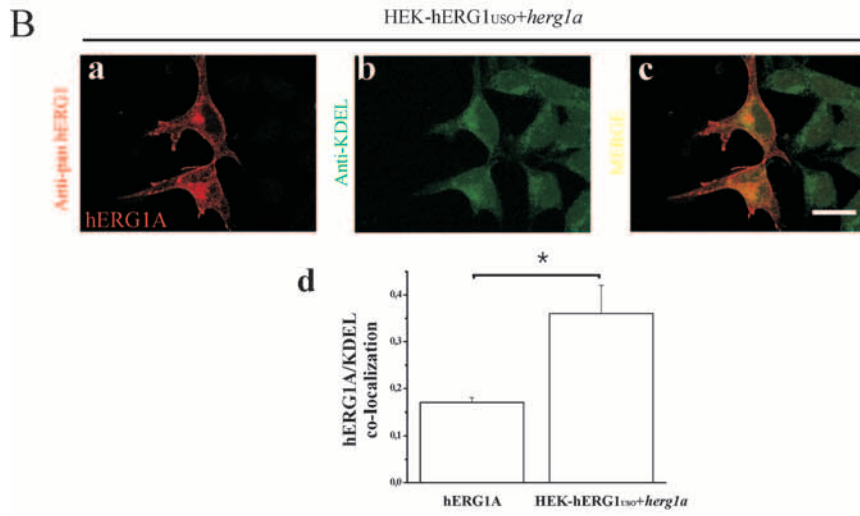 B
HEK-hERG1USO+herg1a
a
b
c
Anti-pan hERG1
Anti-KDEL
MERGE
hERG1A
d
*
hERG1A/KDEL
co-localization
0,4
0,3
0,2
0,1
0,0
hERG1A
HEK-hERG1USO+herg1a